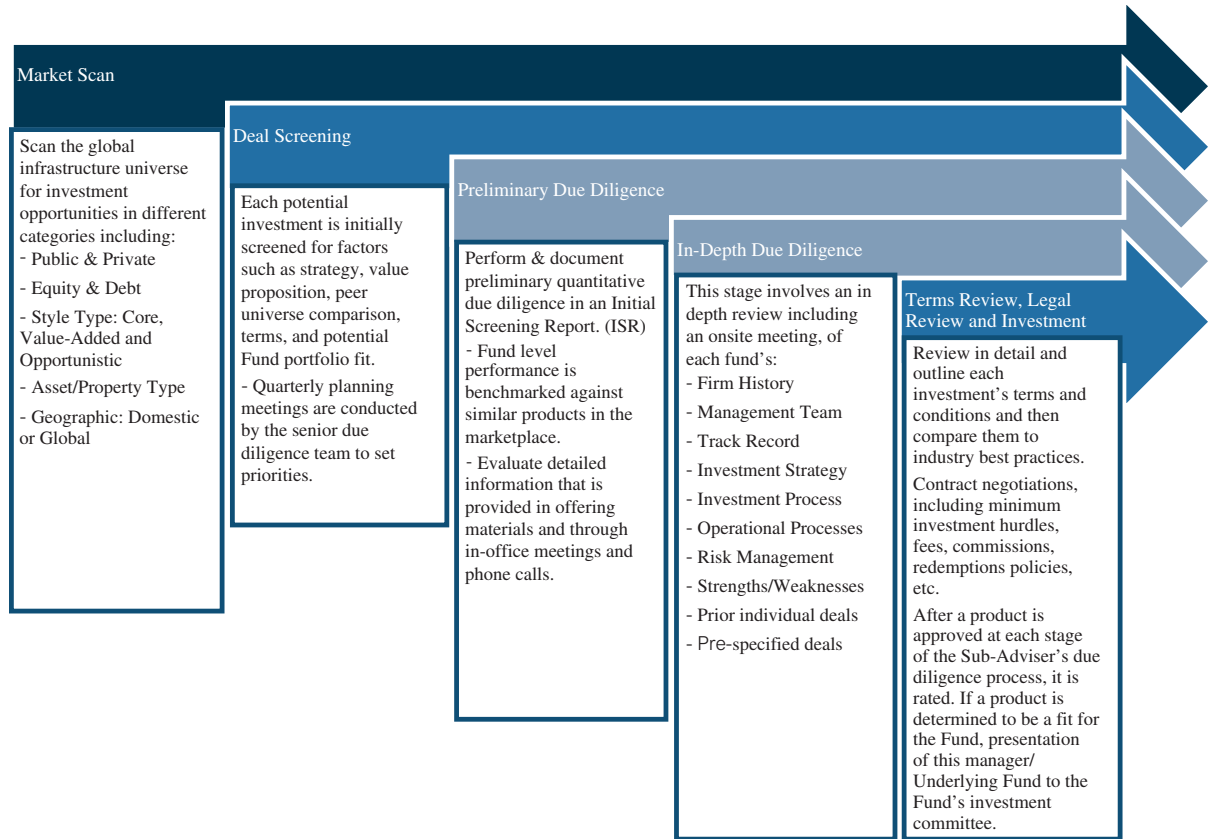 Market Scan
Scan the global
infrastructure universe
for investment
opportunities in different
categories including:
- Public & Private
- Equity & Debt
- Style Type: Core,
Value-Added and
Opportunistic
- Asset/Property Type
- Geographic: Domestic
or Global
Deal Screening
Each potential
investment is initially
screened for factors
such as strategy, value
proposition, peer
universe comparison,
terms, and potential
Fund portfolio fit.
- Quarterly planning
meetings are conducted
by the senior due
diligence team to set
priorities.
Preliminary Due Diligence
Perform & document
preliminary quantitative
due diligence in an Initial
Screening Report. (ISR)
- Fund level
performance is
benchmarked against
similar products in the
marketplace.
- Evaluate detailed
information that is
provided in offering
materials and through
in-office meetings and
phone calls.
In-Depth Due Diligence
This stage involves an in
depth review including
an onsite meeting, of
each fund's:
- Firm History
- Management Team
- Track Record
- Investment Strategy
- Investment Process
- Operational Processes
- Risk Management
- Strengths/Weaknesses
- Prior individual deals
- Pre-specified deals
Terms Review, Legal
Review and Investment
Review in detail and
outline each
investment's terms and
conditions and then
compare them to
industry best practices.
Contract negotiations,
including minimum
investment hurdles,
fees, commissions,
redemptions policies,
etc.
After a product is
approved at each stage
of the Sub-Adviser's due
diligence process, it is
rated. If a product is
determined to be a fit for
the Fund, presentation
of this manager/
Underlying Fund to the
Fund's investment
committee.